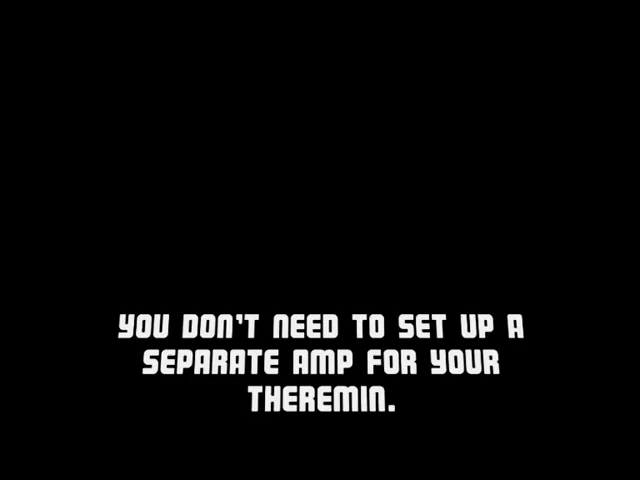 YOU DON'T NEED TO SET UP A
SEPARATE AMP FOR YOUR
THEREMIN.